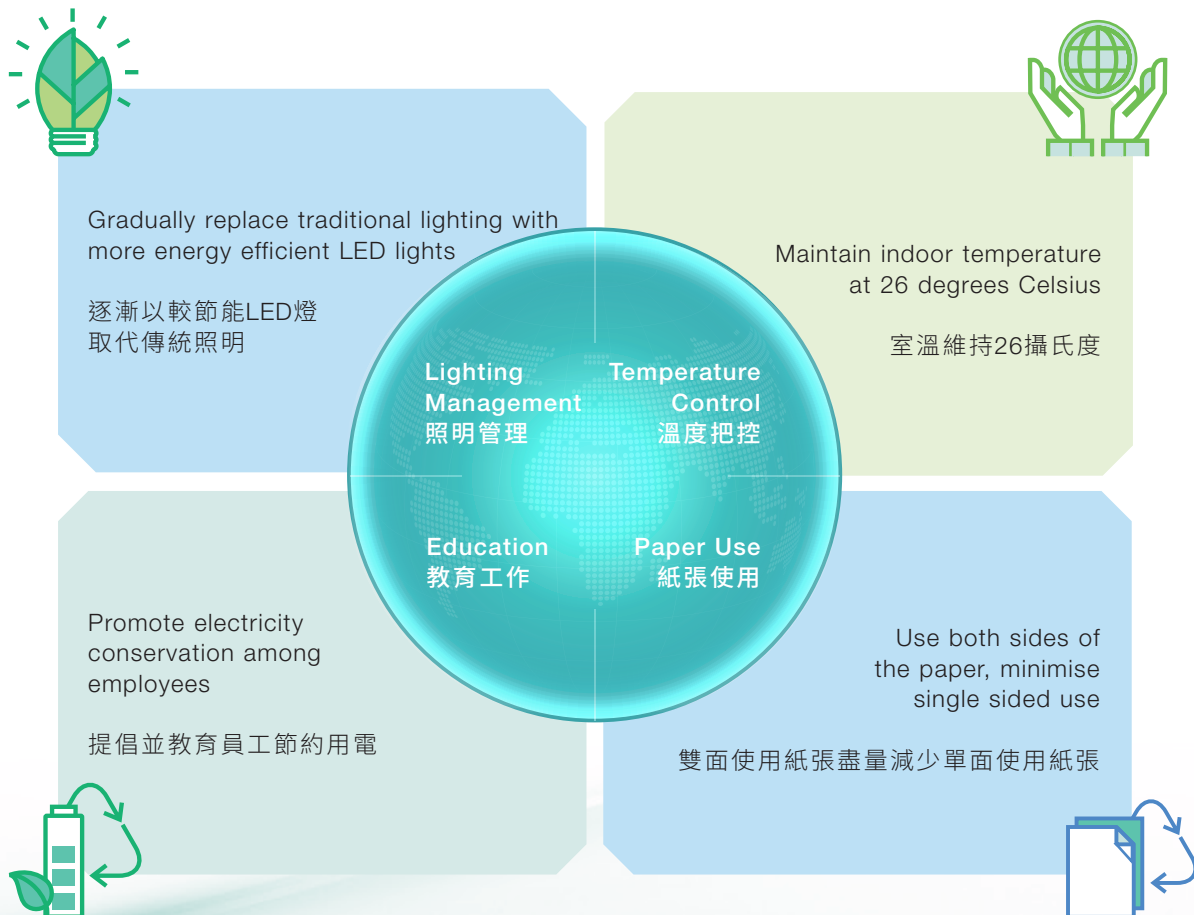 Gradually replace traditional lighting with
more energy efficient LED lights
逐漸以較節能LED燈
取代傳統照明
Maintain indoor temperature
at 26 degrees Celsius
室溫維持26攝氏度
Lighting
Management
照明管理
Temperature
Control
溫度把控
Education
教育工作
Paper Use
紙張使用
Promote electricity
conservation among
employees
提倡並教育員工節約用電
Use both sides of
the paper, minimise
single sided use
雙面使用紙張盡量減少單面使用紙張